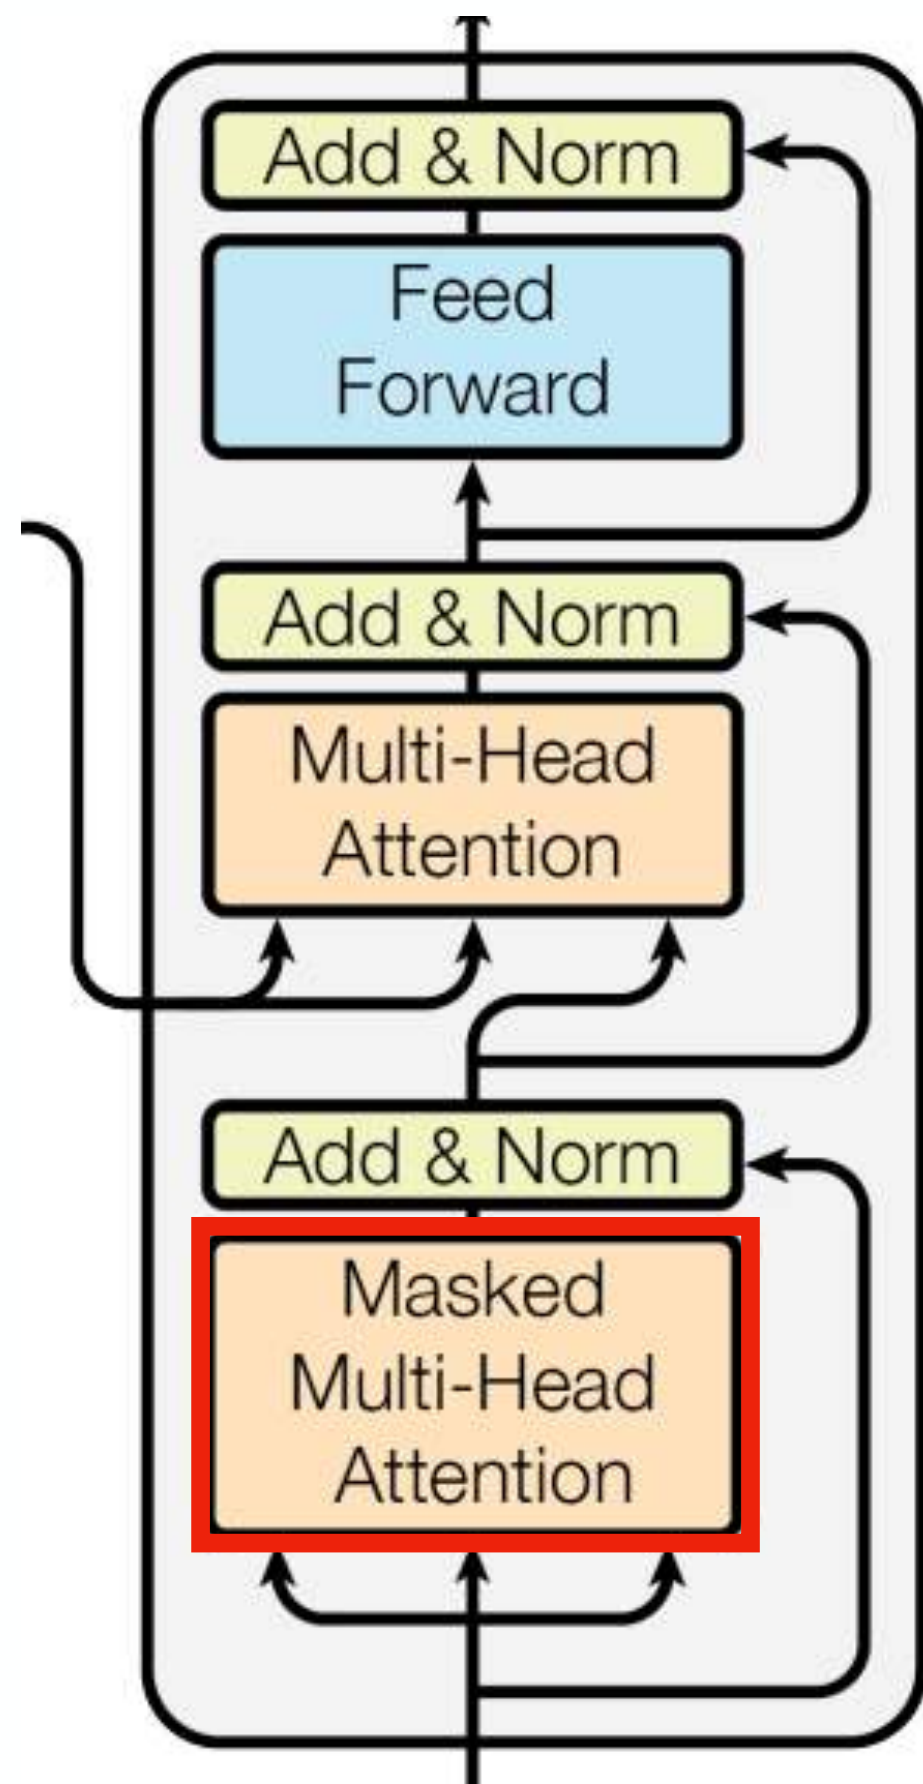 Add & Norm
Feed
Forward
Add & Norm
Multi-Head
Attention
Add & Norm
Masked
Multi-Head
Attention